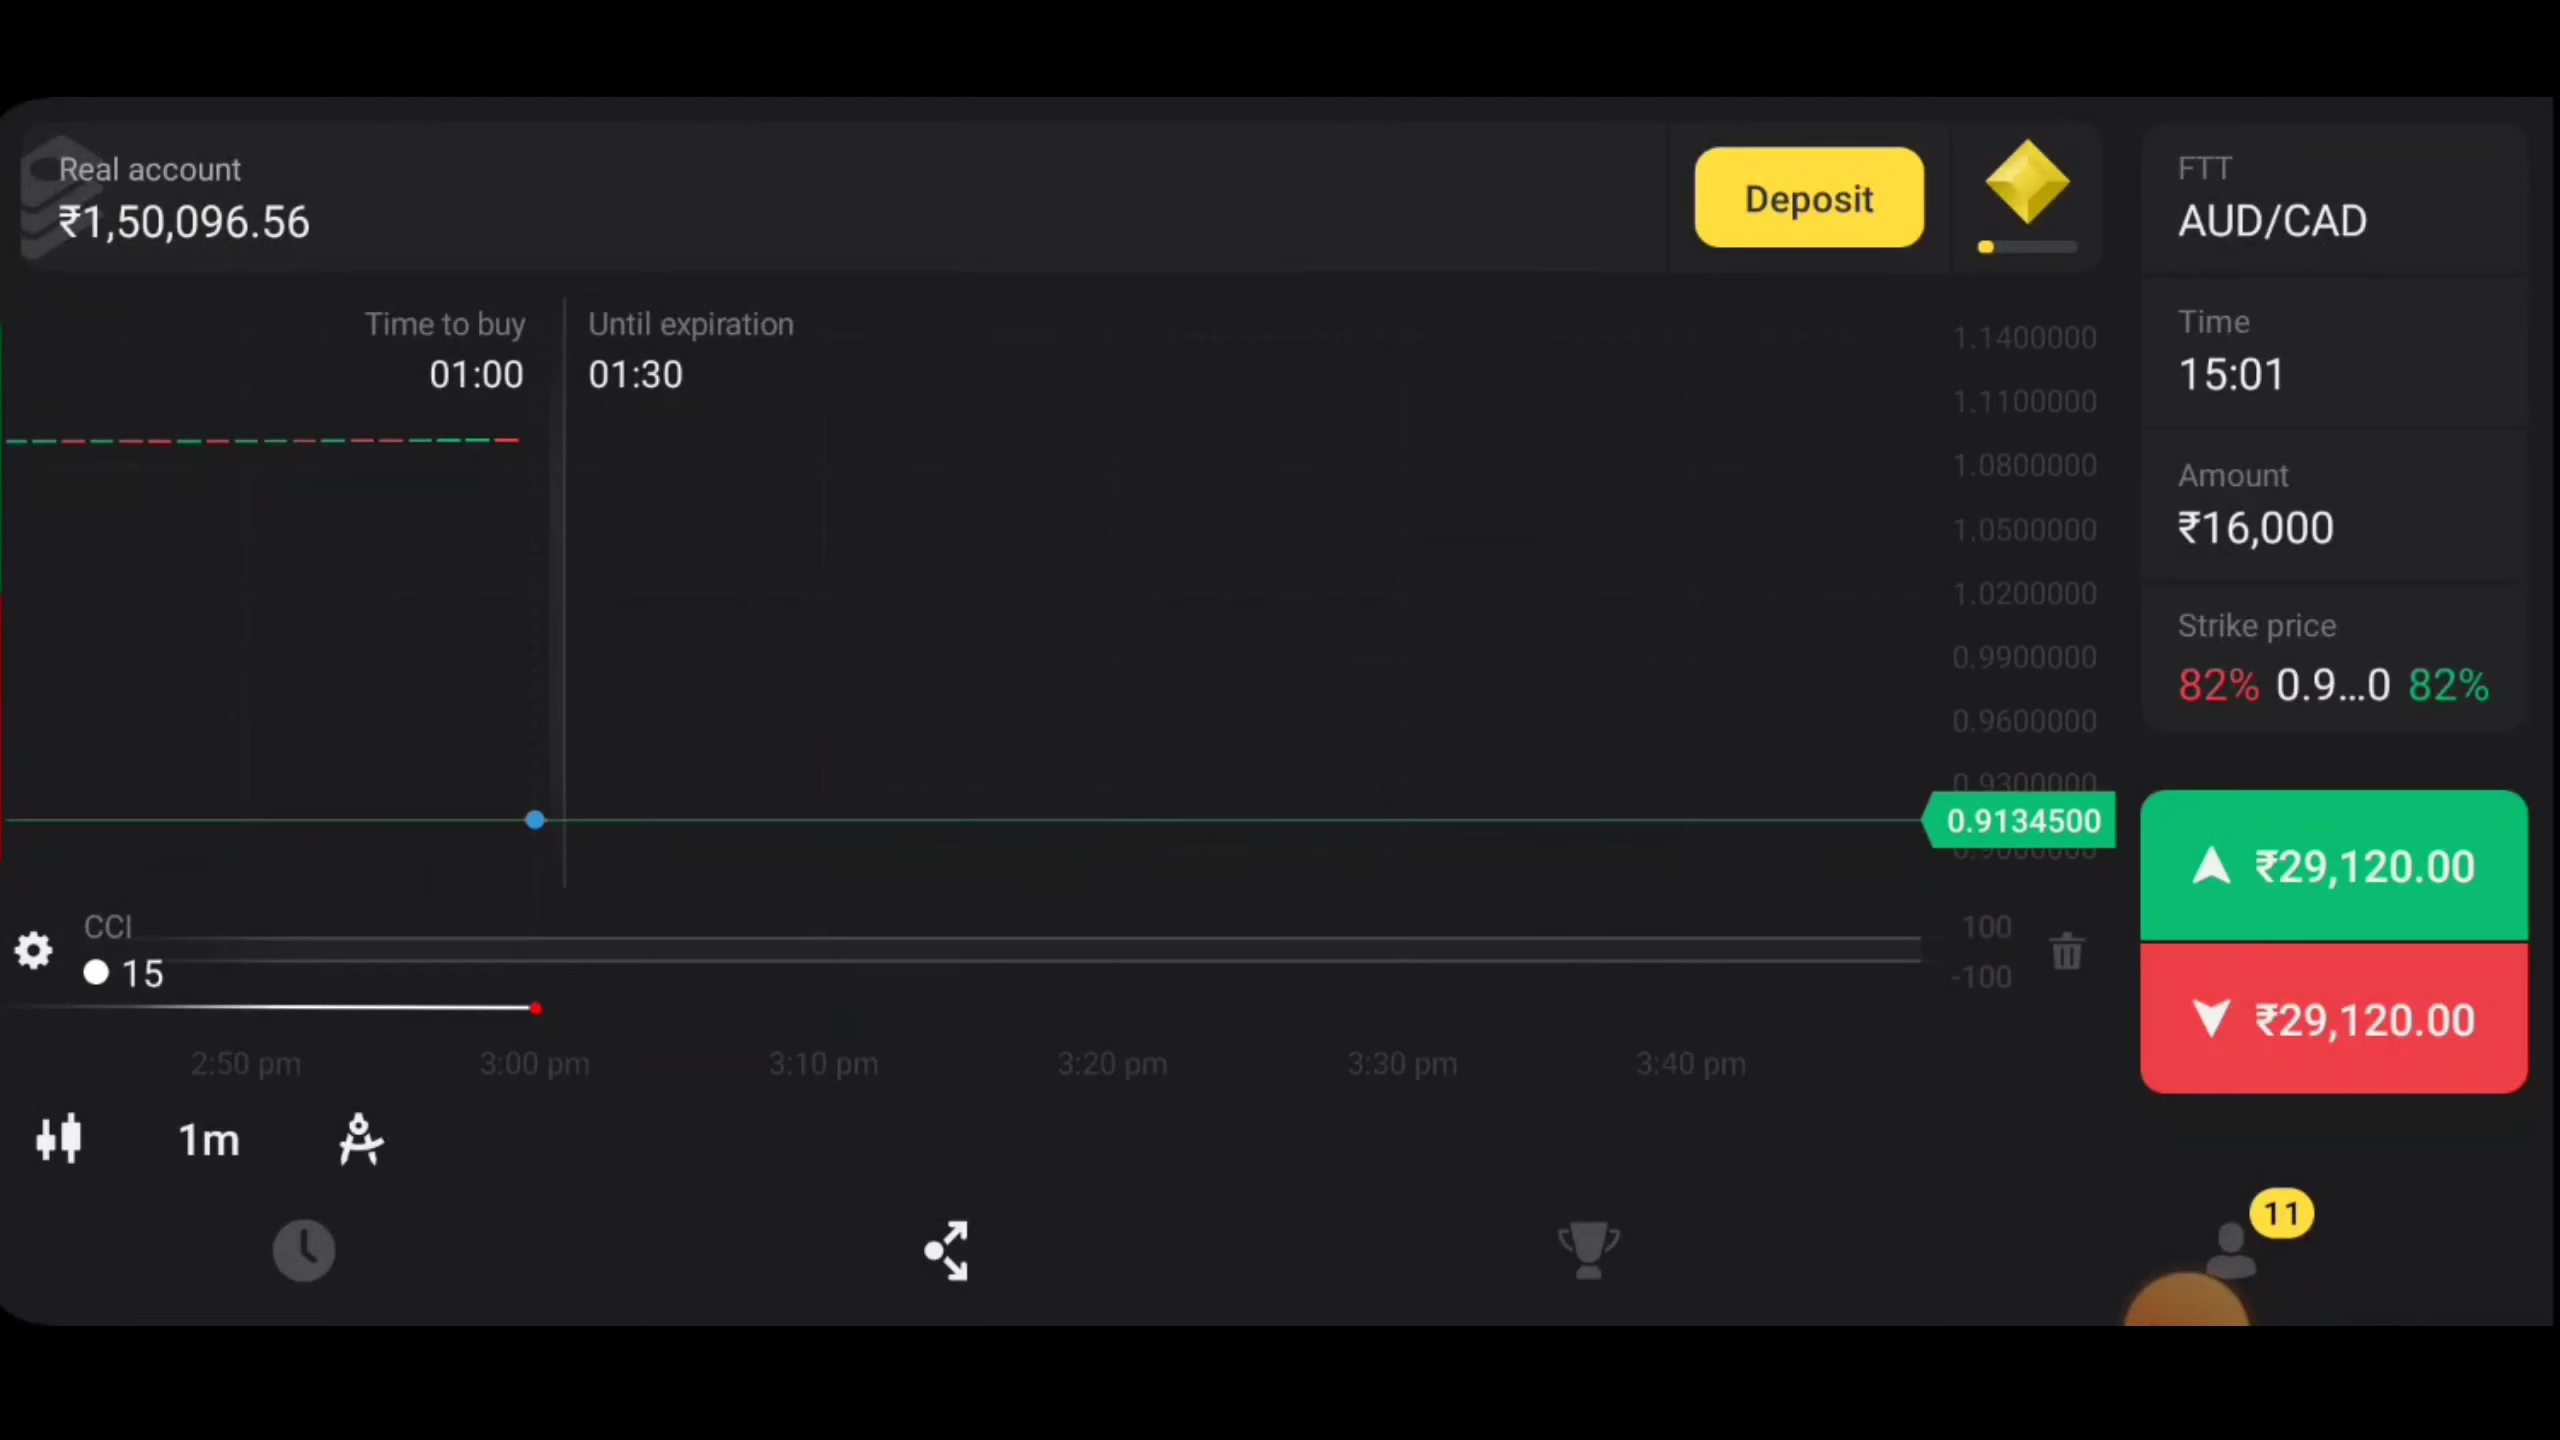 Real account
₹1,50,096.56
Deposit
FTT
AUD/CAD
Time to buy
01:00
Until expiration
01:30
Time
15:01
Amount
₹16,000
Strike price
82% 0.9...0 82%
1.1400000
1.1100000
1.0800000
1.0500000
1.0200000
0.9900000
0.9600000
0.9300000
0.9134500
0.9000000
₹29,120.00
₹29,120.00
CCI
15
100
-100
2:50 pm
3:00 pm
3:10 pm
3:20 pm
3:30 pm
3:40 pm
1m
11